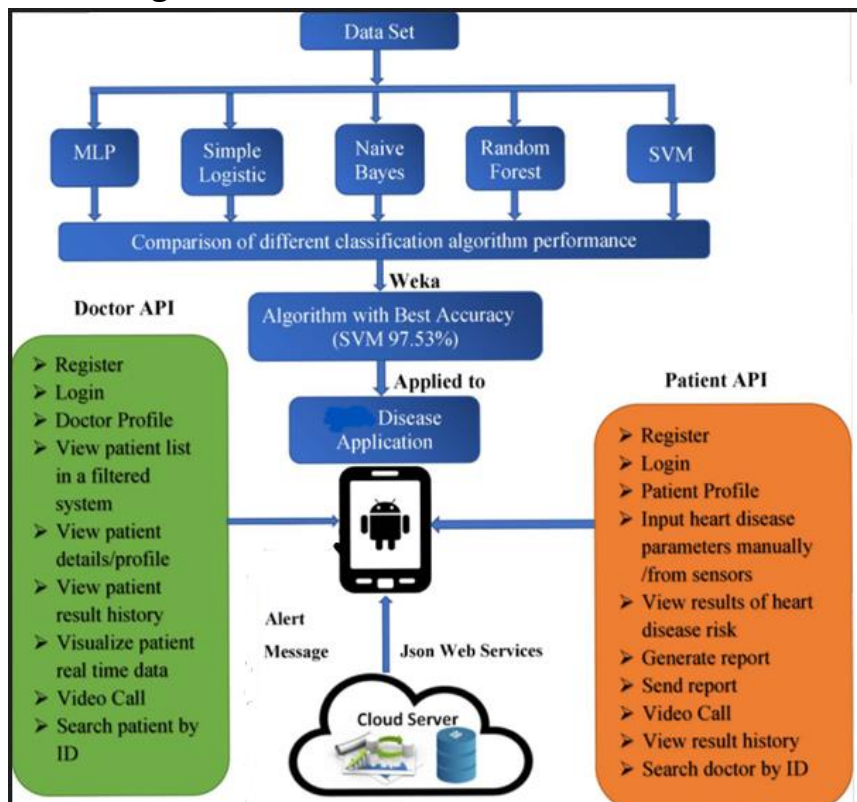 Data Set
MLP
Simple
Logistic
Naive
Bayes
Random
Forest
SVM
Comparison of different classification algorithm performance
Weka
Algorithm with Best Accuracy
(SVM 97.53%)
Applied to
Disease
Application
Doctor API
➢ Register
➢ Login
➢ Doctor Profile
➢ View patient list
in a filtered
system
➢ View patient
details/profile
➢ View patient
result history
➢ Visualize patient
real time data
➢ Video Call
➢ Search patient by
ID
Patient API
➢ Register
➢ Login
➢ Patient Profile
➢ Input heart disease
parameters manually
/from sensors
➢ View results of heart
disease risk
➢ Generate report
➢ Send report
➢ Video Call
➢ View result history
➢ Search doctor by ID
Alert
Message
Json Web Services
Cloud Server